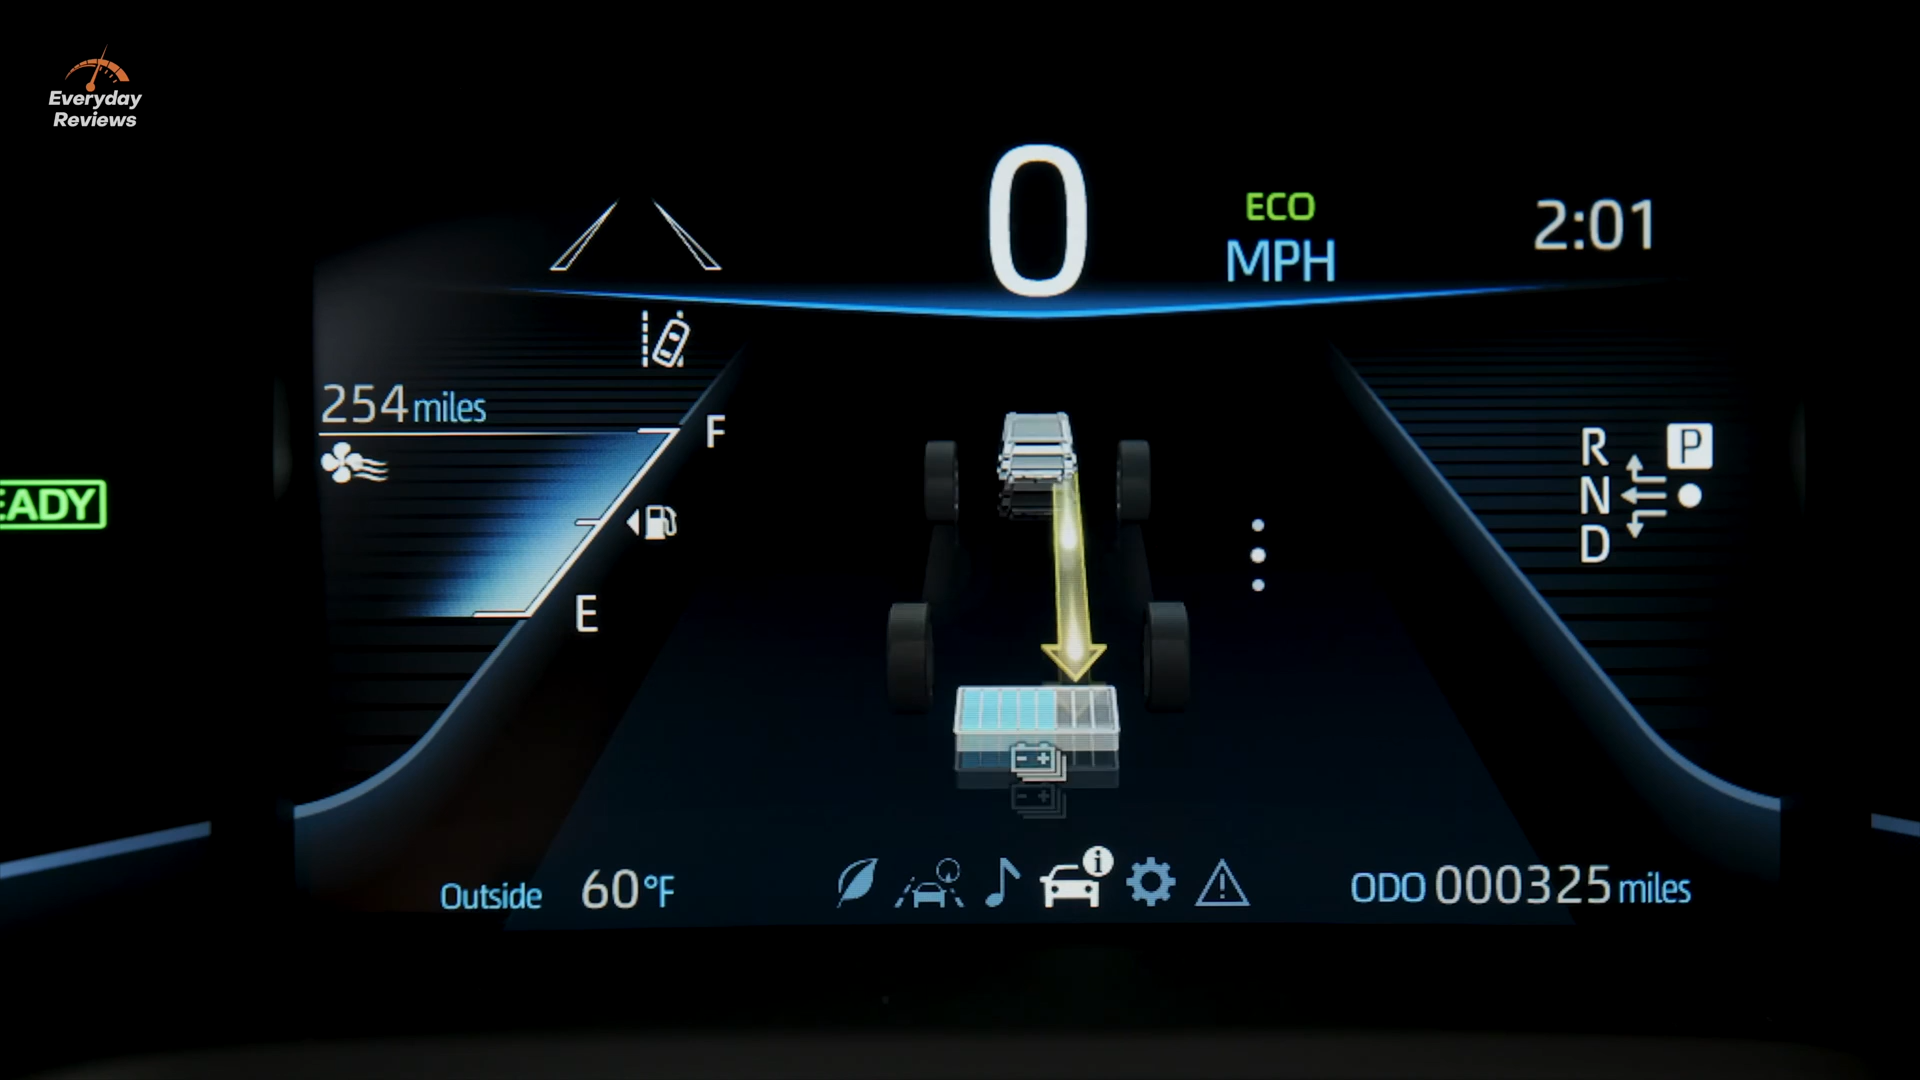 Everyday
Reviews
0
ECO
MPH
2:01
254 miles
F
E
EADY
R
N
D
P
Outside 60°F
ODO 000325 miles